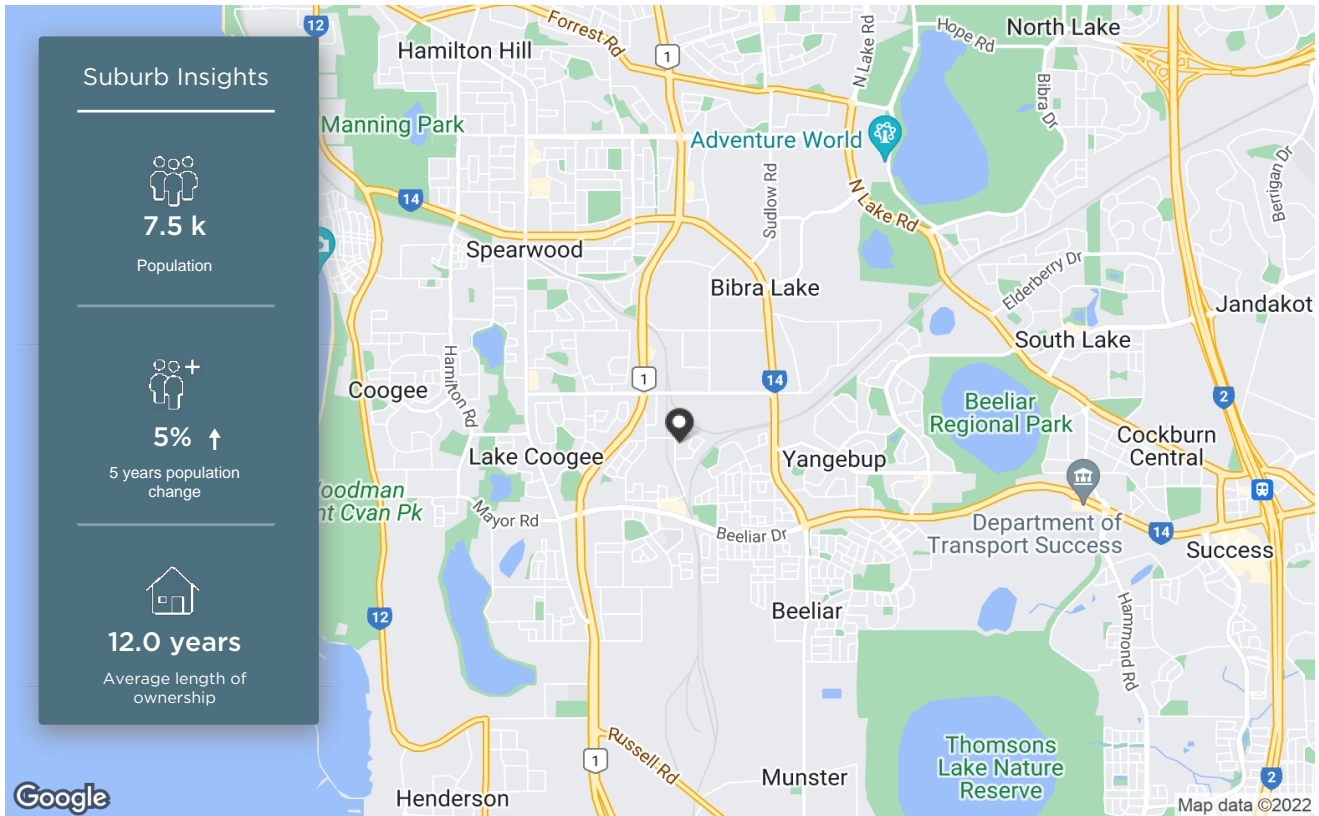 Suburb Insights
7.5 k
Population
5%
5 years population
change
12.0 years
Average length of
ownership
12
Forrest Rd
1
N Lake Rd
Hope Rd
North Lake
Hamilton Hill
Bibra Dr
Manning Park
Adventure World
Berrigan Dr
14
Sudlow Rd
N Lake Rd
Spearwood
Bibra Lake
Elderberry Dr
Jandakot
South Lake
Hamilton Rd
1
14
Coogee
2
Beeliar
Regional Park
Cockburn
Central
Lake Coogee
Yangebup
oodman
nt Cvan Pk
Mayor Rd
Beeliar Dr
Department of
Transport Success
14
Success
Beeliar
12
Hammond Rd
Russell Rd
1
Thomsons
Lake Nature
Reserve
Munster
2
Henderson
Google
Map data ©2022